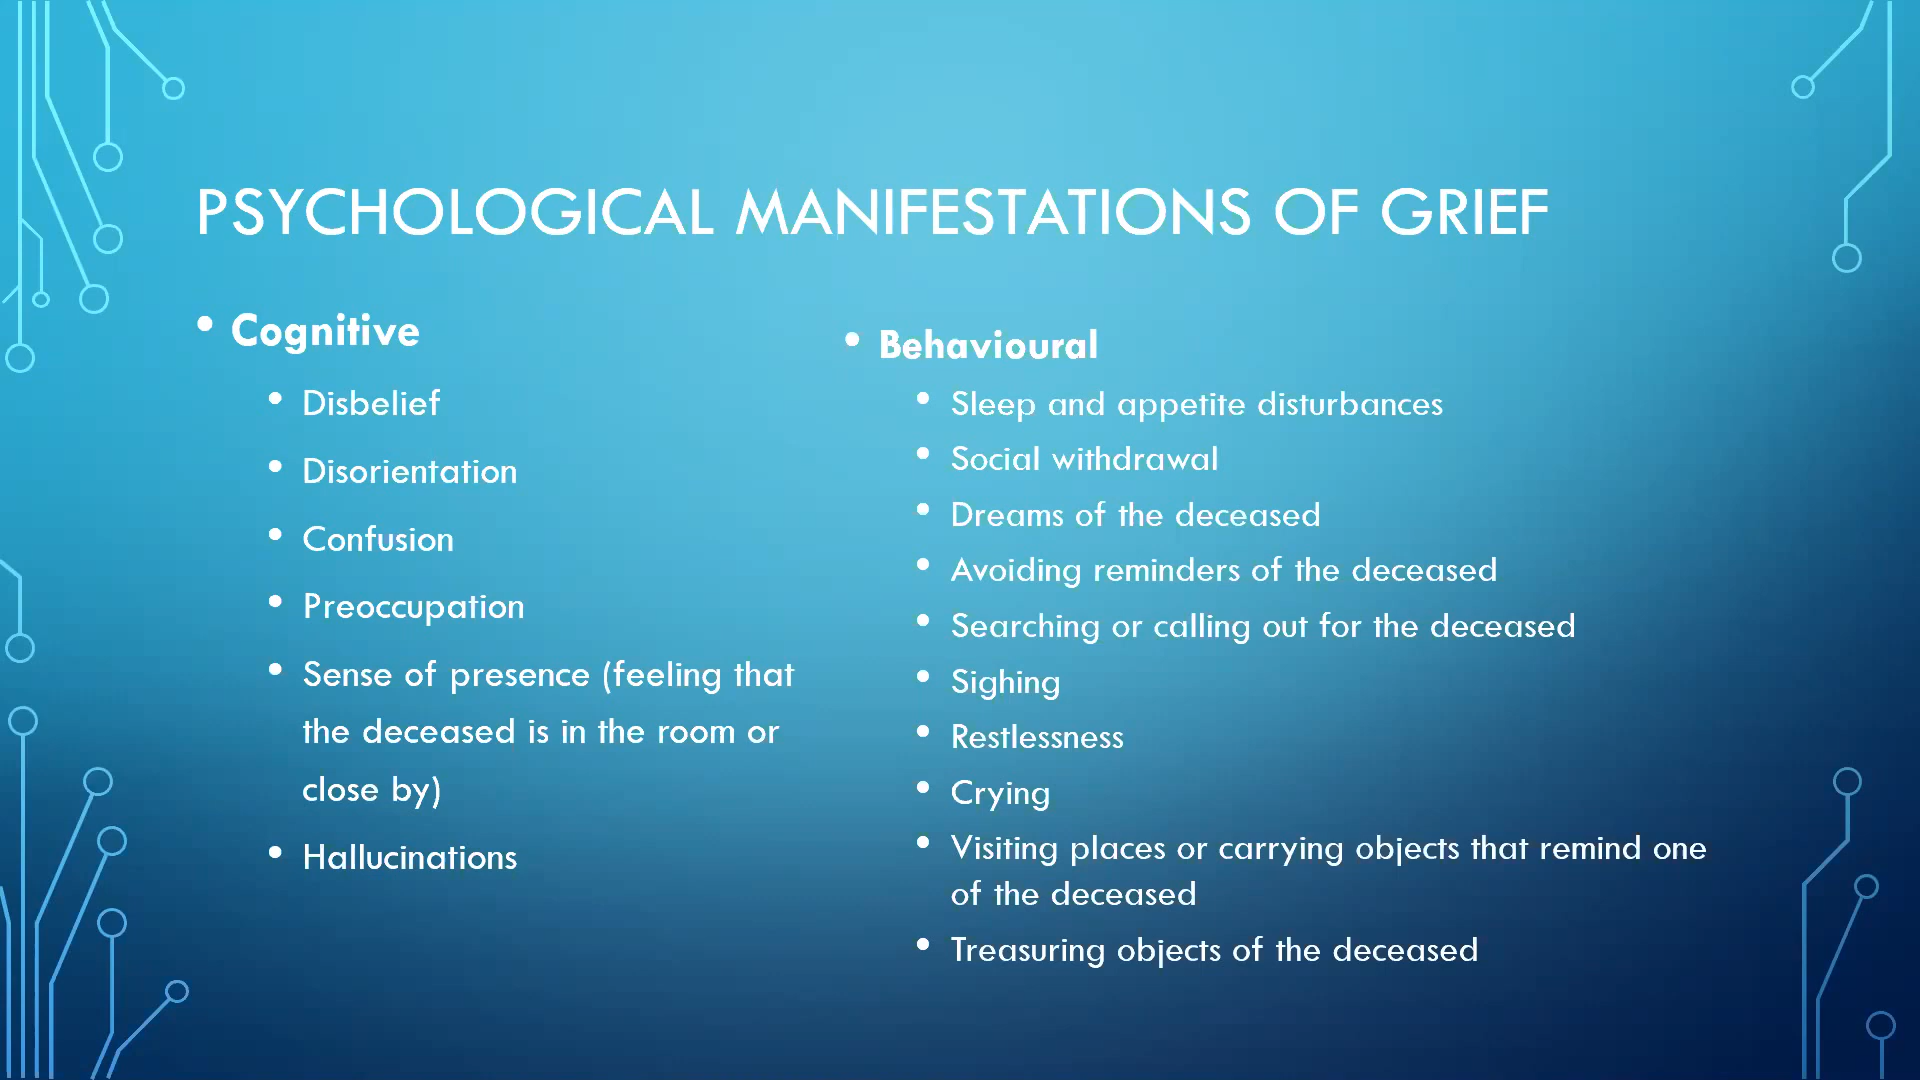 PSYCHOLOGICAL MANIFESTATIONS OF GRIEF
• Cognitive
• Disbelief
• Disorientation
• Confusion
• Preoccupation
• Sense of presence (feeling that
the deceased is in the room or
close by)
• Hallucinations
• Behavioural
• Sleep and appetite disturbances
• Social withdrawal
• Dreams of the deceased
• Avoiding reminders of the deceased
• Searching or calling out for the deceased
• Sighing
• Restlessness
• Crying
• Visiting places or carrying objects that remind one
of the deceased
• Treasuring objects of the deceased